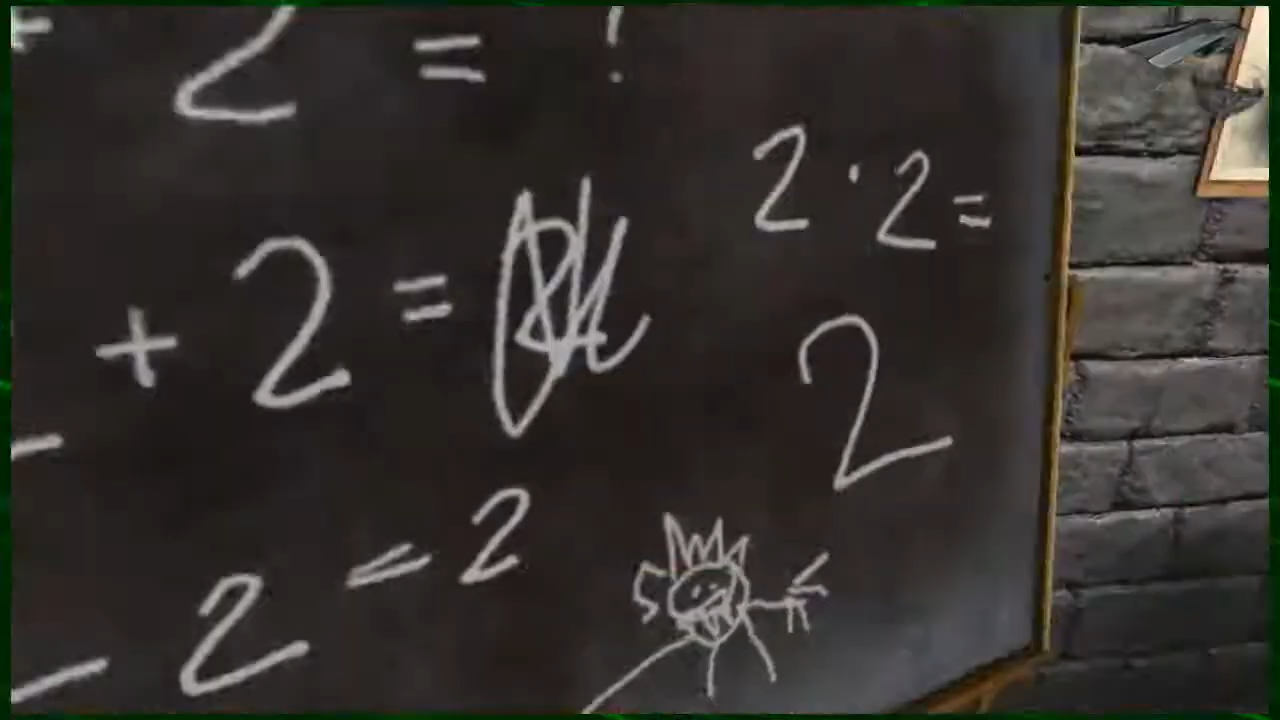 + 2 = !
2 · 2 =
+ 2 =
2
= 2
2